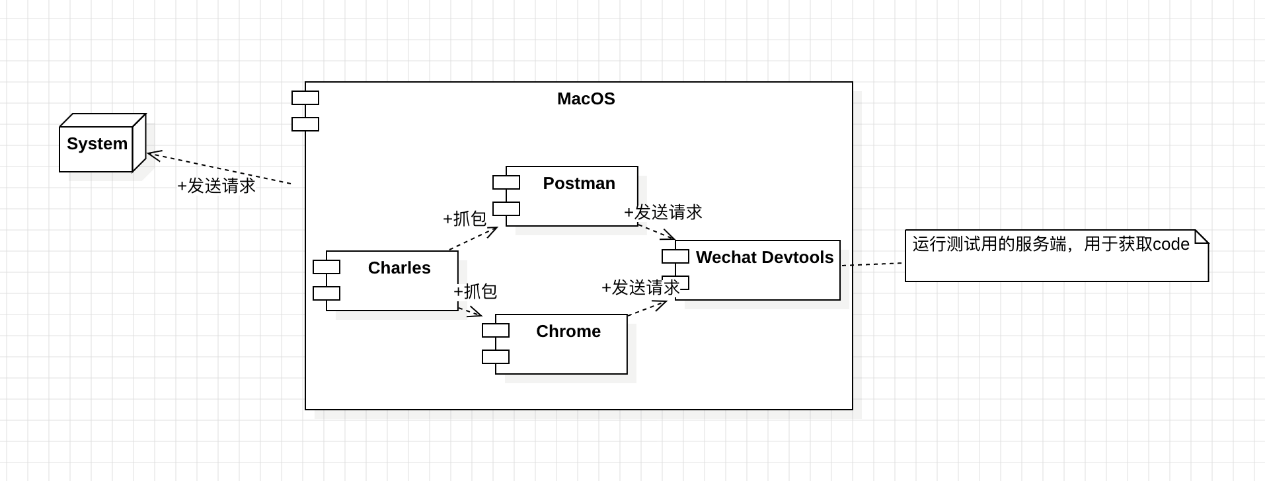 MacOS
System
+发送请求
Postman
+抓包
+发送请求
Charles
Wechat Devtools
运行测试用的服务端，用于获取code
+抓包
+发送请求
Chrome